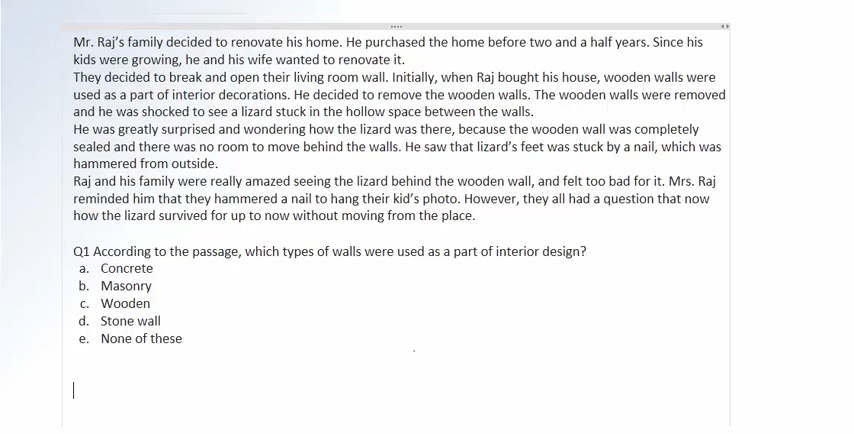 Mr. Raj’s family decided to renovate his home. He purchased the home before two and a half years. Since his
kids were growing, he and his wife wanted to renovate it.
They decided to break and open their living room wall. Initially, when Raj bought his house, wooden walls were
used as a part of interior decorations. He decided to remove the wooden walls. The wooden walls were removed
and he was shocked to see a lizard stuck in the hollow space between the walls.
He was greatly surprised and wondering how the lizard was there, because the wooden wall was completely
sealed and there was no room to move behind the walls. He saw that lizard’s feet was stuck by a nail, which was
hammered from outside.
Raj and his family were really amazed seeing the lizard behind the wooden wall, and felt too bad for it. Mrs. Raj
reminded him that they hammered a nail to hang their kid’s photo. However, they all had a question that now
how the lizard survived for up to now without moving from the place.
Q1 According to the passage, which types of walls were used as a part of interior design?
a. Concrete
b. Masonry
c. Wooden
d. Stone wall
e. None of these